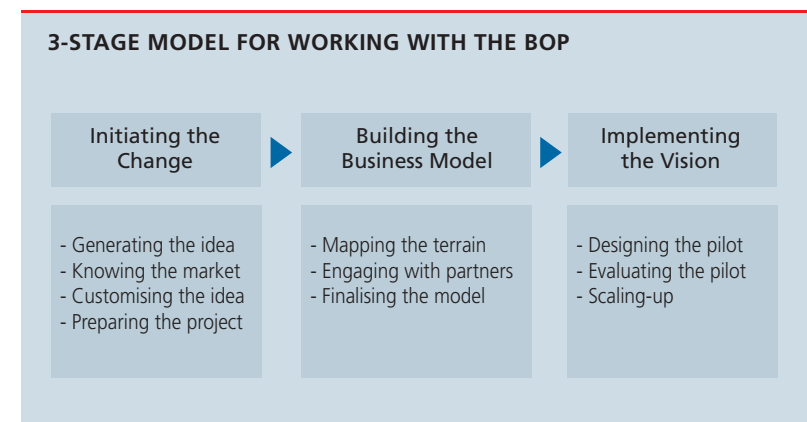 3-STAGE MODEL FOR WORKING WITH THE BOP
Initiating the
Change
Building the
Business Model
Implementing
the Vision
- Generating the idea
- Knowing the market
- Customising the idea
- Preparing the project
- Mapping the terrain
- Engaging with partners
- Finalising the model
- Designing the pilot
- Evaluating the pilot
- Scaling-up